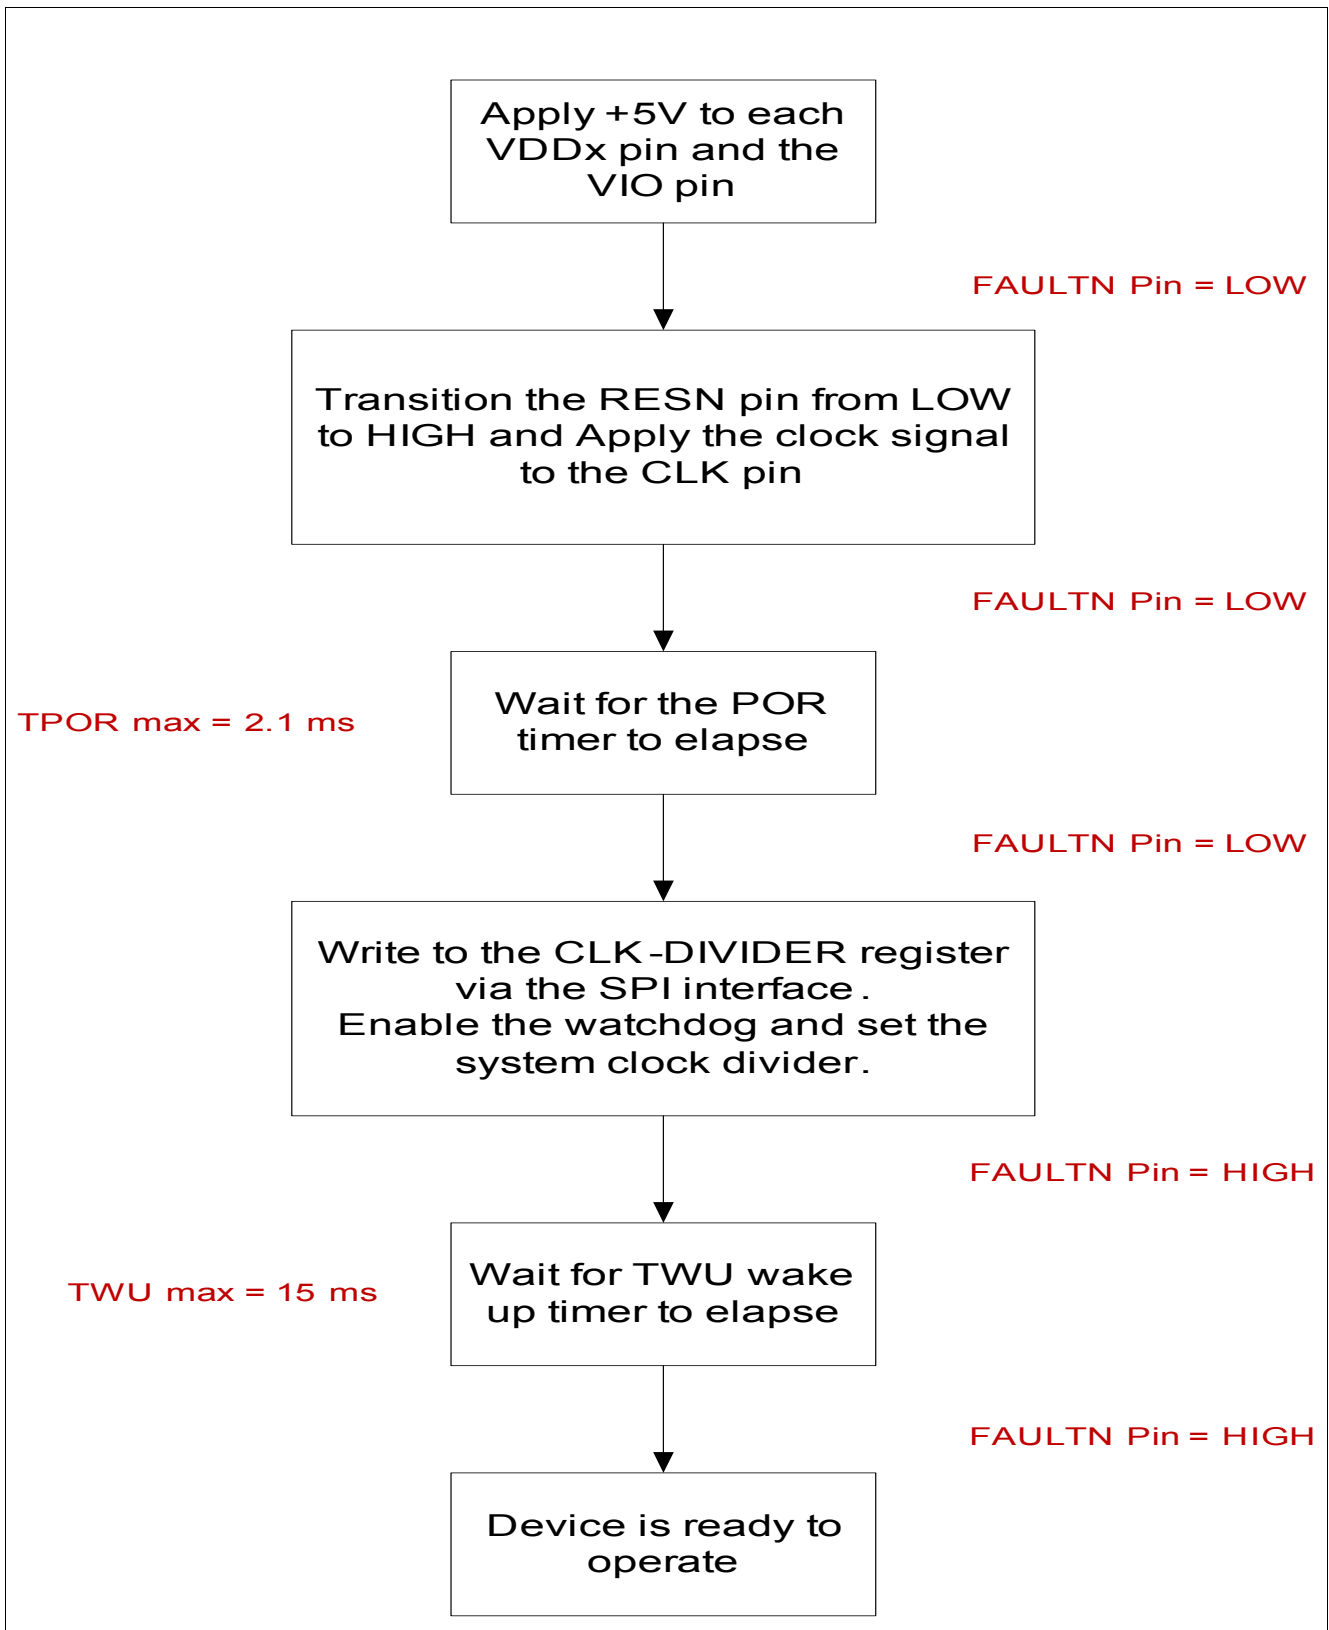 Apply +5V to each
VDDx pin and the
VIO pin
FAULTN Pin = LOW
Transition the RESN pin from LOW
to HIGH and Apply the clock signal
to the CLK pin
FAULTN Pin = LOW
TPOR max = 2.1 ms
Wait for the POR
timer to elapse
FAULTN Pin = LOW
Write to the CLK-DIVIDER register
via the SPI interface.
Enable the watchdog and set the
system clock divider.
FAULTN Pin = HIGH
TWU max = 15 ms
Wait for TWU wake
up timer to elapse
FAULTN Pin = HIGH
Device is ready to
operate